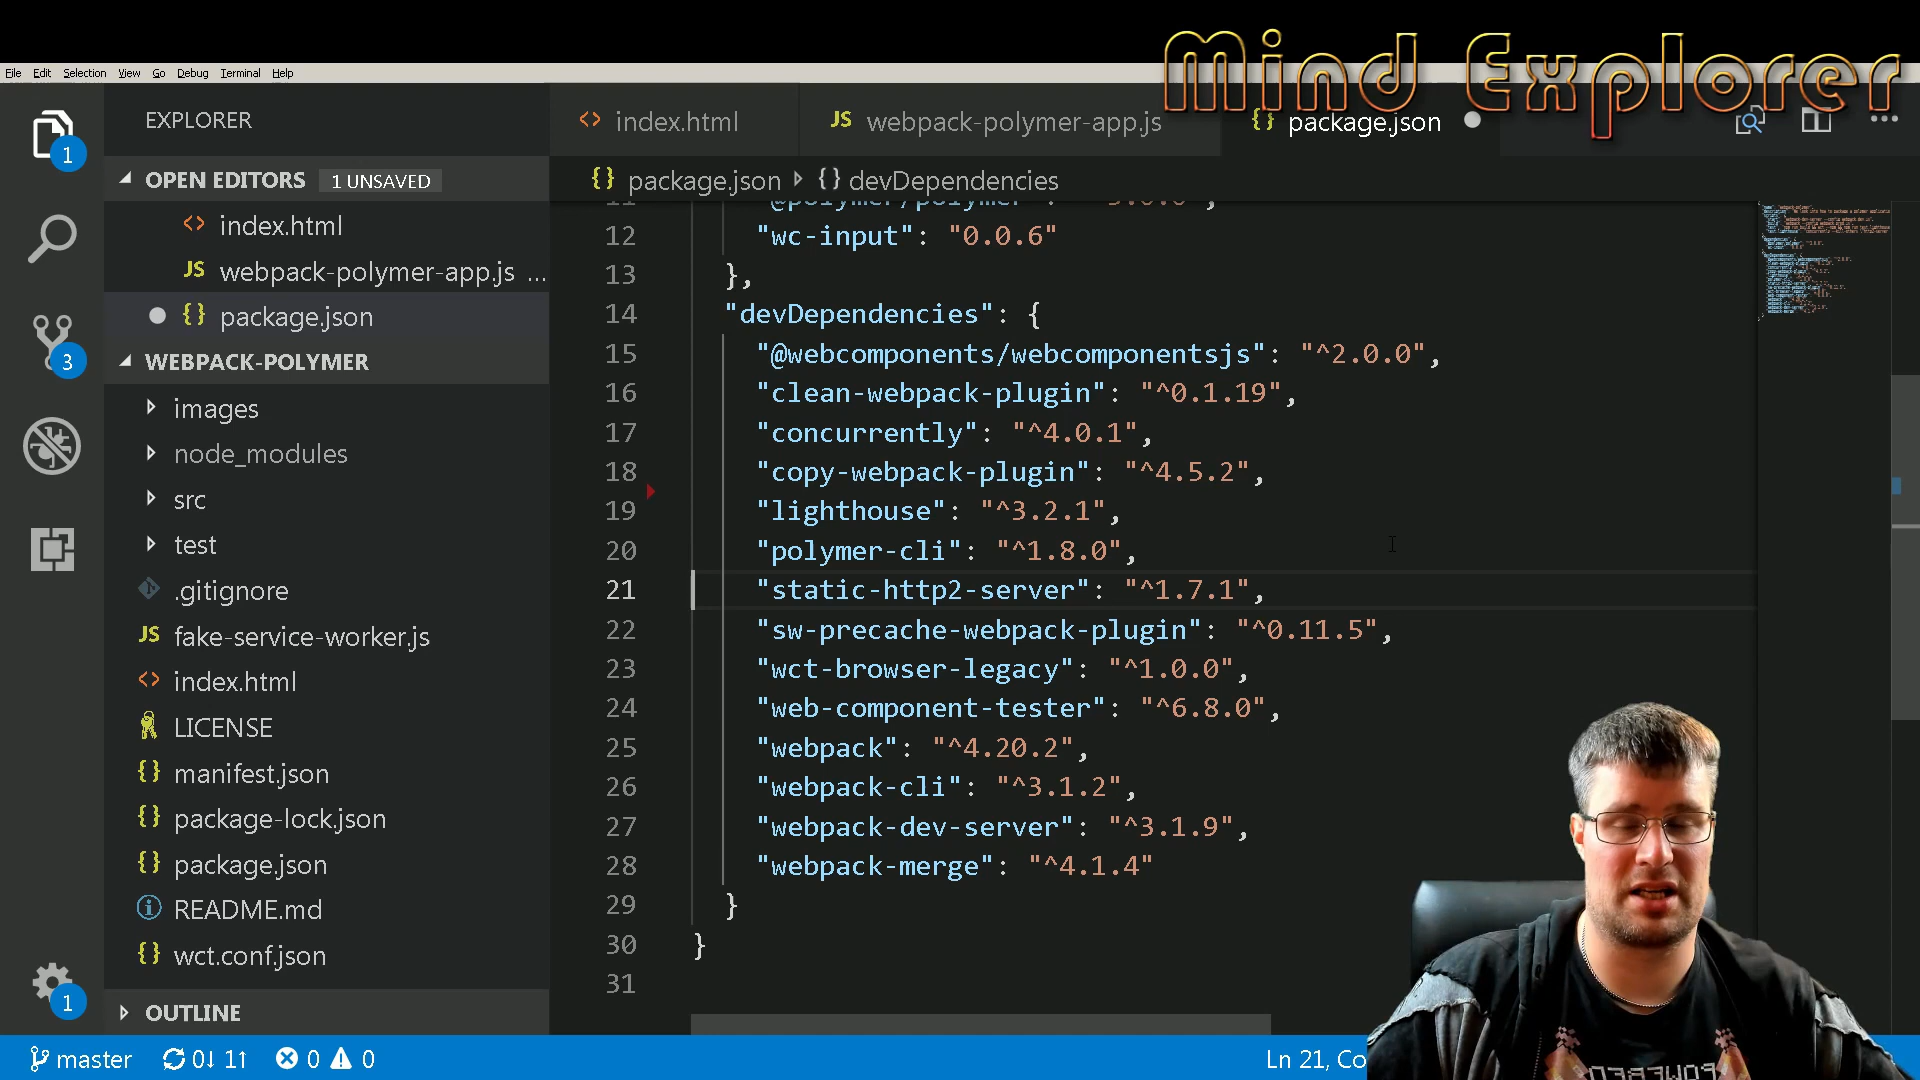 Mind Explorer
File Edit Selection View Go Debug Terminal Help
EXPLORER
index.html
JS webpack-polymer-app.js
{} package.json
OPEN EDITORS 1 UNSAVED
index.html
JS webpack-polymer-app.js ...
{} package.json
WEBPACK-POLYMER
images
node_modules
src
test
.gitignore
JS fake-service-worker.js
index.html
LICENSE
{} manifest.json
{} package-lock.json
{} package.json
README.md
{} wct.conf.json
OUTLINE
1
3
1
{} package.json {} devDependencies
12 "wc-input": "0.0.6"
13 },
14 "devDependencies": {
15 "@webcomponents/webcomponentsjs": "^2.0.0",
16 "clean-webpack-plugin": "^0.1.19",
17 "concurrently": "^4.0.1",
18 "copy-webpack-plugin": "^4.5.2",
19 "lighthouse": "^3.2.1",
20 "polymer-cli": "^1.8.0",
21 "static-http2-server": "^1.7.1",
22 "sw-precache-webpack-plugin": "^0.11.5",
23 "wct-browser-legacy": "^1.0.0",
24 "web-component-tester": "^6.8.0",
25 "webpack": "^4.20.2",
26 "webpack-cli": "^3.1.2",
27 "webpack-dev-server": "^3.1.9",
28 "webpack-merge": "^4.1.4"
29 }
30 }
31
master 0↓ 1↑ 0 0
Ln 21, Co
POWERED